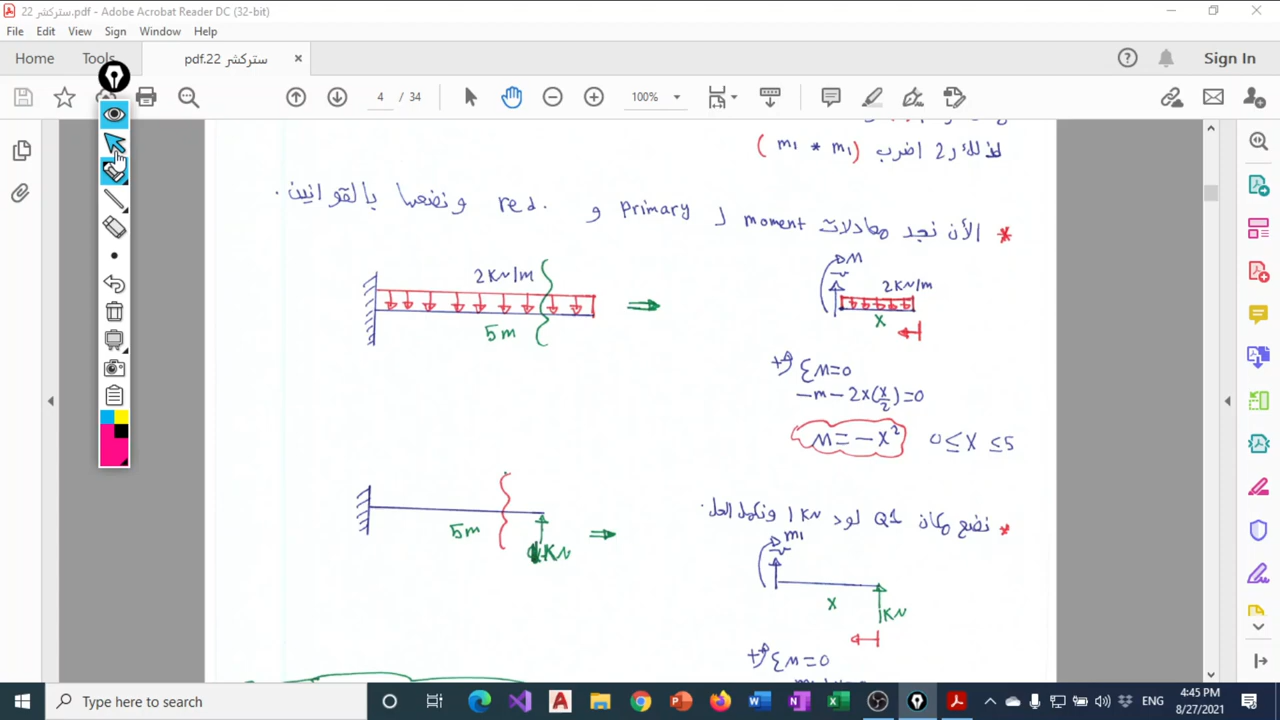 ستركشر 22.pdf - Adobe Acrobat Reader DC (32-bit)
File Edit View Sign Window Help
Home Tools ستركشر 22.pdf Sign In
4 / 34 100%
لذلك ر2 اضرب (m1 * m1)
* الآن نجد معادلات moment لـ primary و red. ونضعها بالقوانين.
2KN/m
5m
M
v
2KN/m
x
+ ΣM=0
-M-2x(x/2)=0
M=-x² 0≤x≤5
* نضع مكان Q1 لود 1KN ونكمل الحل.
5m
1KN
m1
v
x
1KN
+ ΣM=0
Type here to search
ENG
4:45 PM
8/27/2021